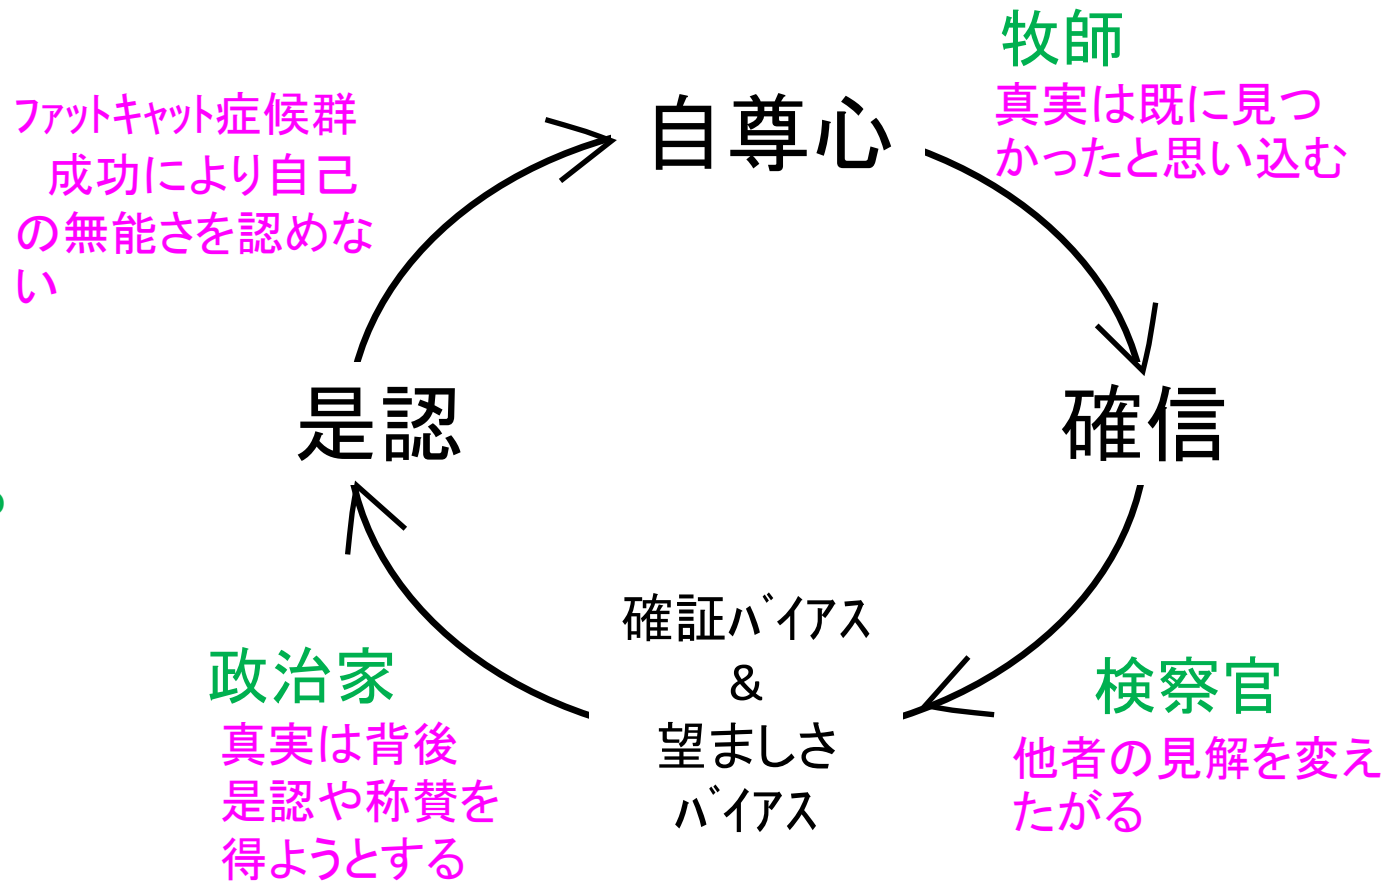 牧師
真実は既に見つ
かったと思い込む
自尊心
ﾌｧｯﾄｷｬｯﾄ症候群
成功により自己
の無能さを認めな
い
是認
確信
確証ﾊﾞｲｱｽ
&
望ましさ
ﾊﾞｲｱｽ
政治家
真実は背後
是認や称賛を
得ようとする
検察官
他者の見解を変え
たがる